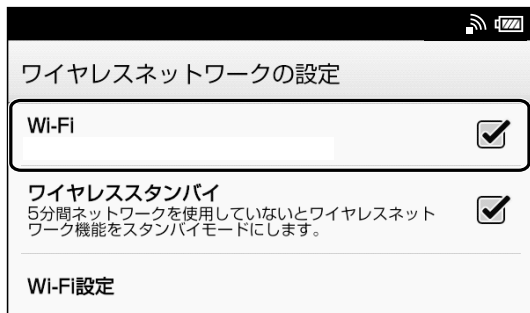 ワイヤレスネットワークの設定
Wi-Fi
ワイヤレススタンバイ
5分間ネットワークを使用していないとワイヤレスネット
ワーク機能をスタンバイモードにします。
Wi-Fi設定